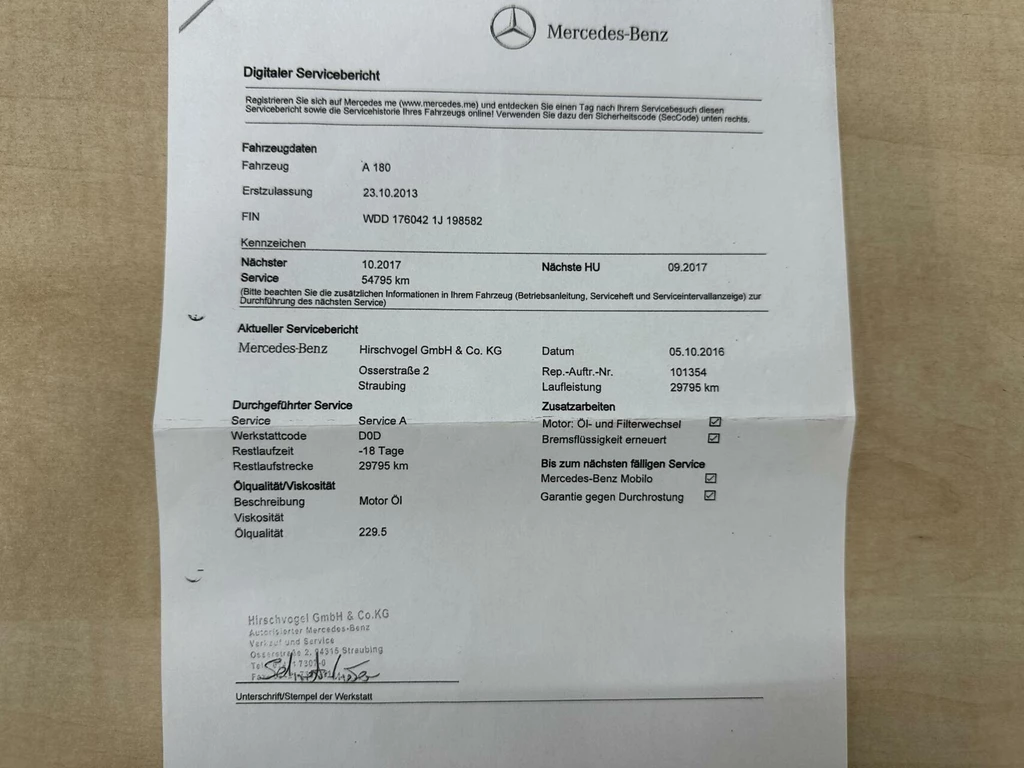 Mercedes-Benz
Digitaler Servicebericht
Registrieren Sie sich auf Mercedes me (www.mercedes.me) und entdecken Sie einen Tag nach Ihrem Servicebesuch diesen
Servicebericht sowie die Servicehistorie Ihres Fahrzeugs online! Verwenden Sie dazu den Sicherheitscode (SecCode) unten rechts.
Fahrzeugdaten
Fahrzeug A 180
Erstzulassung 23.10.2013
FIN WDD 176042 1J 198582
Kennzeichen
Nächster 10.2017 Nächste HU 09.2017
Service 54795 km
(Bitte beachten Sie die zusätzlichen Informationen in Ihrem Fahrzeug (Betriebsanleitung, Serviceheft und Serviceintervallanzeige) zur
Durchführung des nächsten Service)
Aktueller Servicebericht
Mercedes-Benz Hirschvogel GmbH & Co. KG Datum 05.10.2016
Osserstraße 2 Rep.-Auftr.-Nr. 101354
Straubing Laufleistung 29795 km
Durchgeführter Service Zusatzarbeiten
Service Service A Motor: Öl- und Filterwechsel
Werkstattcode D0D Bremsflüssigkeit erneuert
Restlaufzeit -18 Tage
Restlaufstrecke 29795 km Bis zum nächsten fälligen Service
Mercedes-Benz Mobilo
Ölqualität/Viskosität
Beschreibung Motor Öl Garantie gegen Durchrostung
Viskosität
Ölqualität 229.5
Hirschvogel GmbH & Co.KG
Autorisierter Mercedes-Benz
Verkauf und Service
Osserstraße 2, 94315 Straubing
Unterschrift/Stempel der Werkstatt